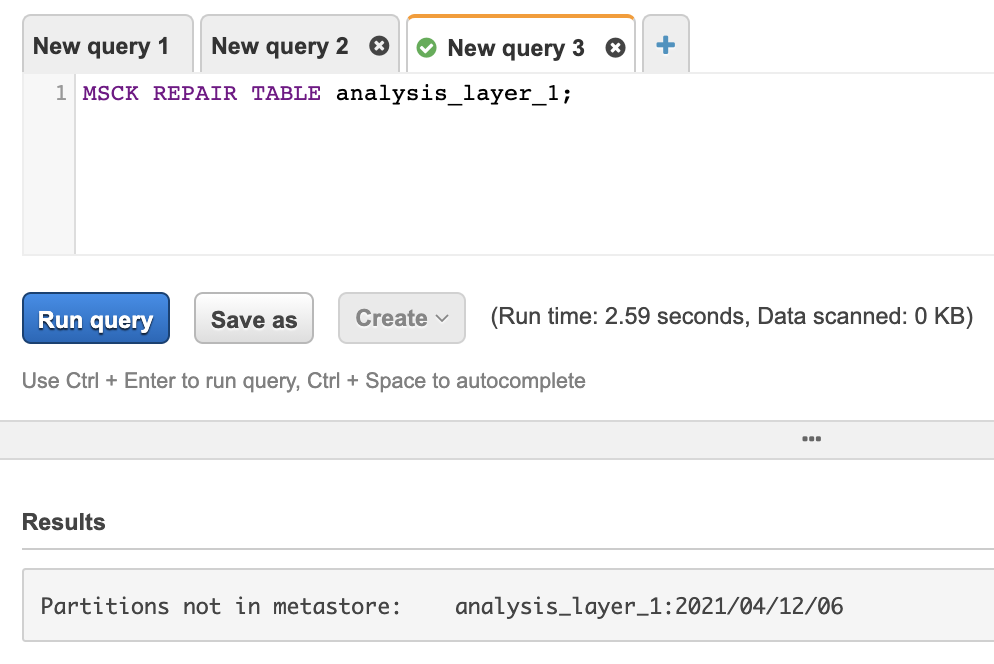 New query 1 New query 2 New query 3
1 MSCK REPAIR TABLE analysis_layer_1;
Run query Save as Create (Run time: 2.59 seconds, Data scanned: 0 KB)
Use Ctrl + Enter to run query, Ctrl + Space to autocomplete
Results
Partitions not in metastore: analysis_layer_1:2021/04/12/06